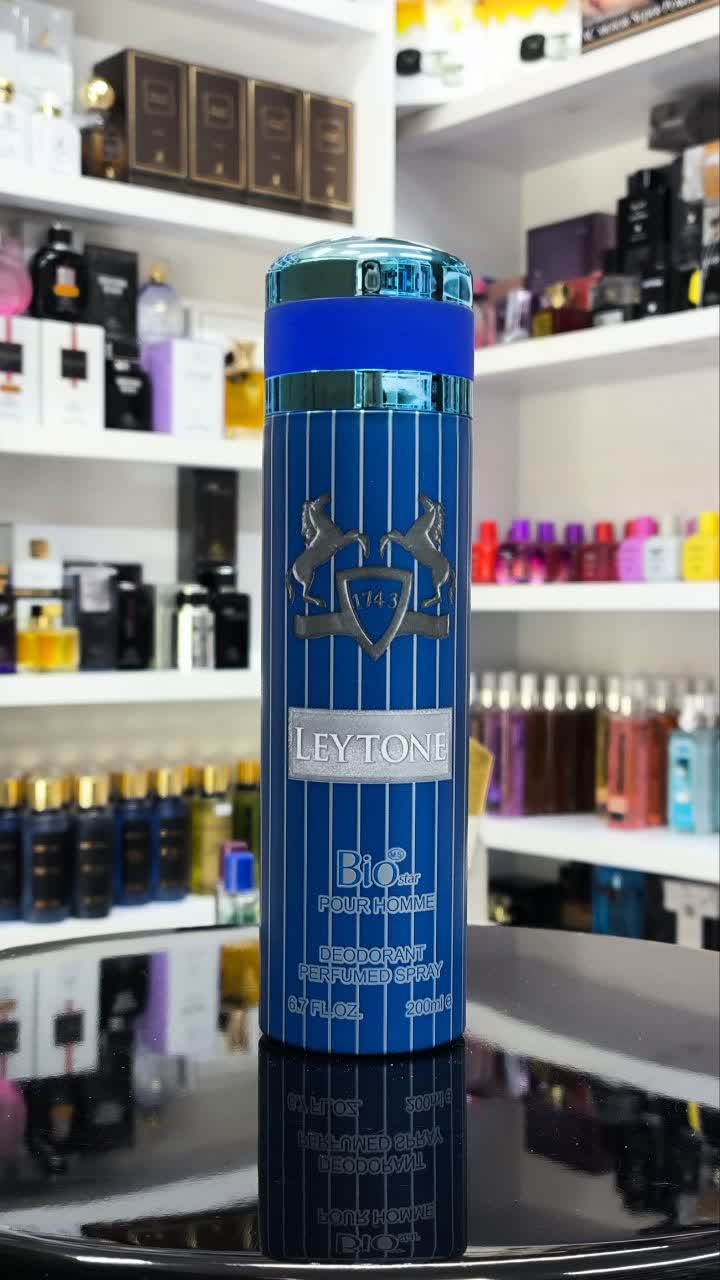 1743
LEYTONE
Bio star
POUR HOMME
DEODORANT
PERFUMED SPRAY
6.7 FL.OZ. 200ml e